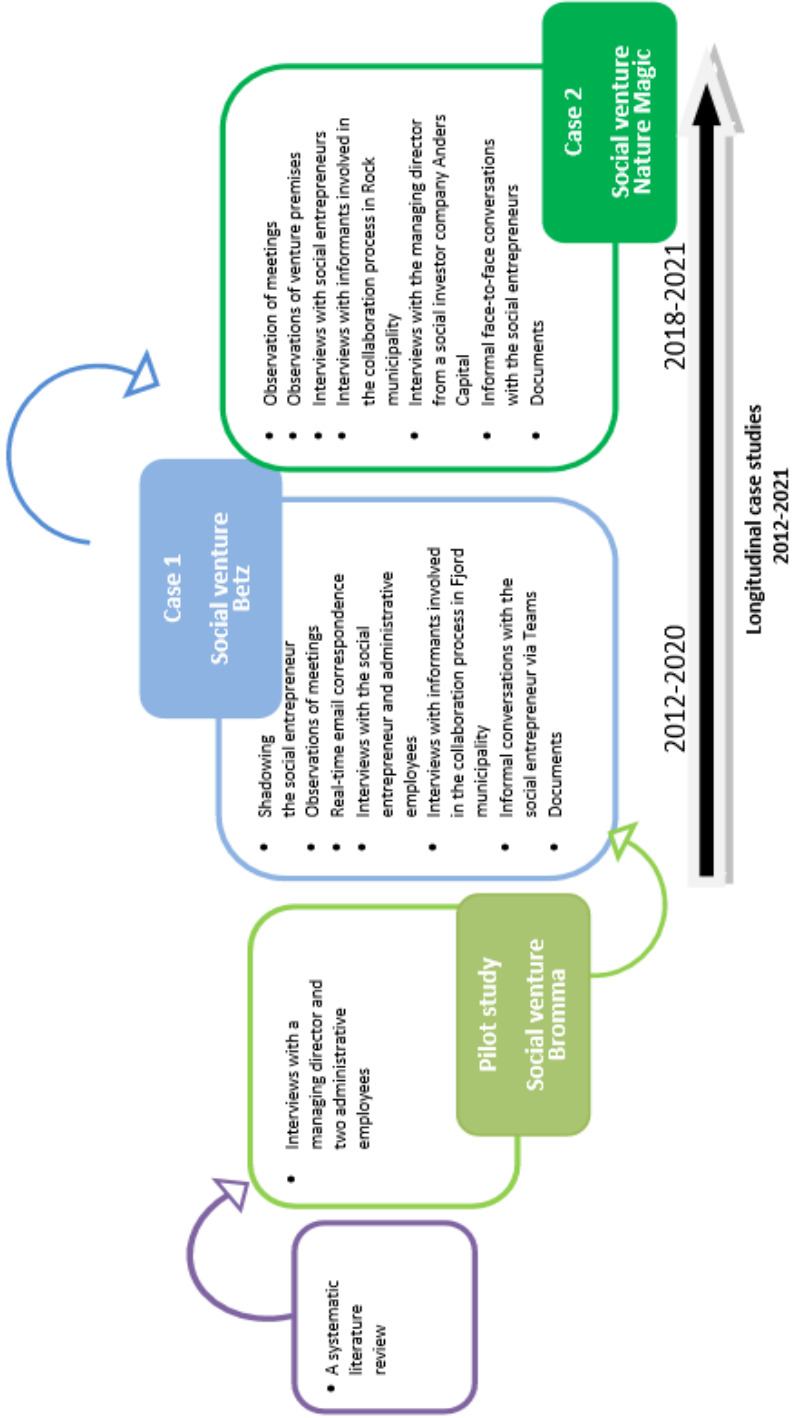 • A systematic
literature
review
• Interviews with a
managing director and
two administrative
employees
Pilot study
Social venture
Bromma
Case 1
Social venture
Betz
• Shadowing
the social entrepreneur
• Observations of meetings
• Real-time email correspondence
• Interviews with the social
entrepreneur and administrative
employees
• Interviews with informants involved
in the collaboration process in Fjord
municipality
• Informal conversations with the
social entrepreneur via Teams
• Documents
• Observation of meetings
• Observations of venture premises
• Interviews with social entrepreneurs
• Interviews with informants involved in
the collaboration process in Rock
municipality
• Interviews with the managing director
from a social investor company Anders
Capital
• Informal face-to-face conversations
with the social entrepreneurs
• Documents
Case 2
Social venture
Nature Magic
2012-2020
2018-2021
Longitudinal case studies
2012-2021